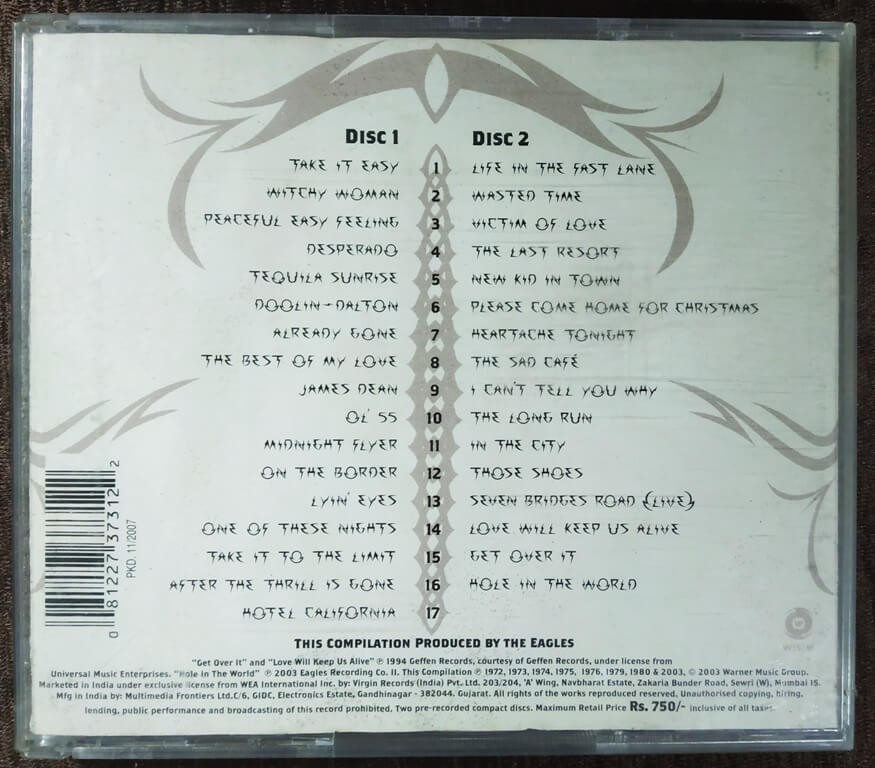 DISC 1
TAKE IT EASY 1
WITCHY WOMAN 2
PEACEFUL EASY FEELING 3
DESPERADO 4
TEQUILA SUNRISE 5
DOOLIN-DALTON 6
ALREADY GONE 7
THE BEST OF MY LOVE 8
JAMES DEAN 9
OL' 55 10
MIDNIGHT FLYER 11
ON THE BORDER 12
LYIN' EYES 13
ONE OF THESE NIGHTS 14
TAKE IT TO THE LIMIT 15
AFTER THE THRILL IS GONE 16
HOTEL CALIFORNIA 17
DISC 2
LIFE IN THE FAST LANE
WASTED TIME
VICTIM OF LOVE
THE LAST RESORT
NEW KID IN TOWN
PLEASE COME HOME FOR CHRISTMAS
HEARTACHE TONIGHT
THE SAD CAFÉ
I CAN'T TELL YOU WHY
THE LONG RUN
IN THE CITY
THOSE SHOES
SEVEN BRIDGES ROAD (LIVE)
LOVE WILL KEEP US ALIVE
GET OVER IT
HOLE IN THE WORLD
0 81227 37312 2
PKD. 11/2007
THIS COMPILATION PRODUCED BY THE EAGLES
"Get Over It" and "Love Will Keep Us Alive" ℗ 1994 Geffen Records, courtesy of Geffen Records, under license from
Universal Music Enterprises. "Hole In The World" ℗ 2003 Eagles Recording Co. II. This Compilation ℗ 1972, 1973, 1974, 1975, 1976, 1979, 1980 & 2003, © 2003 Warner Music Group.
Marketed in India under exclusive license from WEA International Inc. by: Virgin Records (India) Pvt. Ltd. 203/204, 'A' Wing, Navbharat Estate, Zakaria Bunder Road, Sewri (W), Mumbai 15.
Mfg in India by: Multimedia Frontiers Ltd.C/6, GIDC, Electronics Estate, Gandhinagar - 382044. Gujarat. All rights of the works reproduced reserved. Unauthorised copying, hiring,
lending, public performance and broadcasting of this record prohibited. Two pre-recorded compact discs. Maximum Retail Price Rs. 750/- inclusive of all taxes.